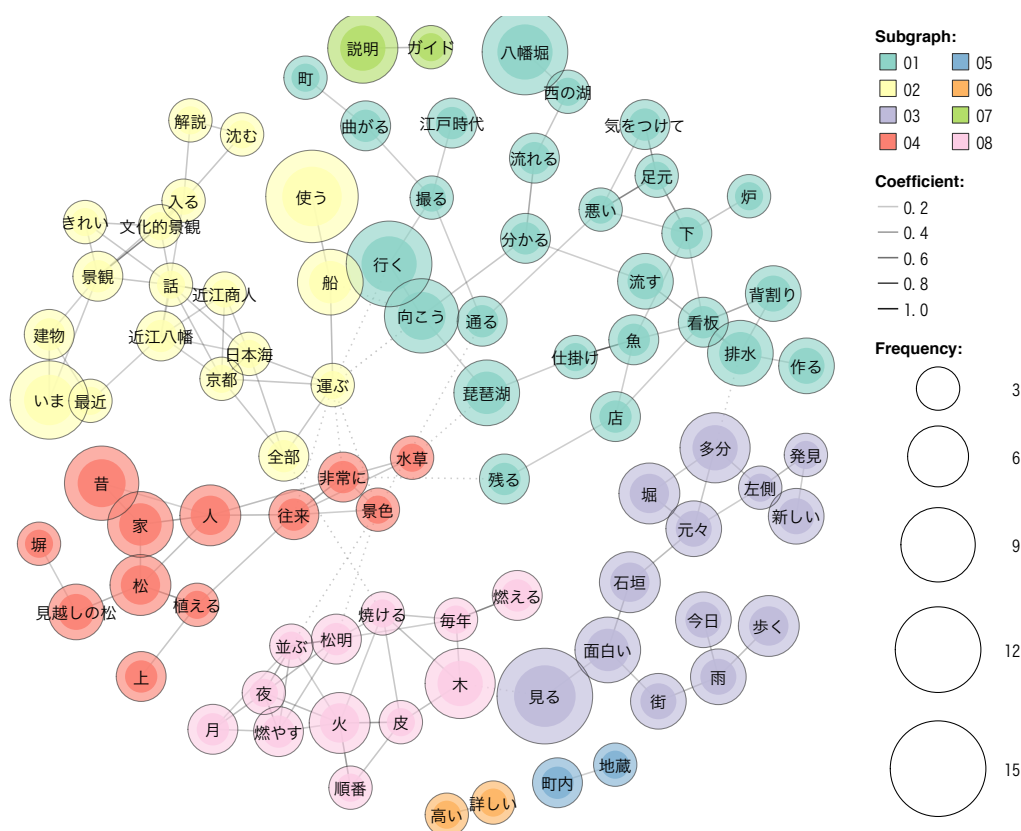 説明
ガイド
八幡堀
町
西の湖
解説
沈む
曲がる
江戸時代
気をつけて
流れる
足元
使う
入る
撮る
悪い
炉
きれい
文化的景観
分かる
下
行く
景観
話
近江商人
船
流す
背割り
向こう
通る
看板
建物
近江八幡
日本海
仕掛け
魚
排水
作る
京都
運ぶ
琵琶湖
いま
最近
店
全部
多分
発見
昔
非常に
水草
残る
左側
堀
家
人
往来
景色
元々
新しい
塀
松
石垣
見越しの松
植える
焼ける
毎年
燃える
今日
歩く
並ぶ
松明
面白い
上
雨
夜
木
見る
街
月
燃やす
火
皮
順番
町内
地蔵
高い
詳しい
Subgraph:
01 05
02 06
03 07
04 08
Coefficient:
0.2
0.4
0.6
0.8
1.0
Frequency:
3
6
9
12
15